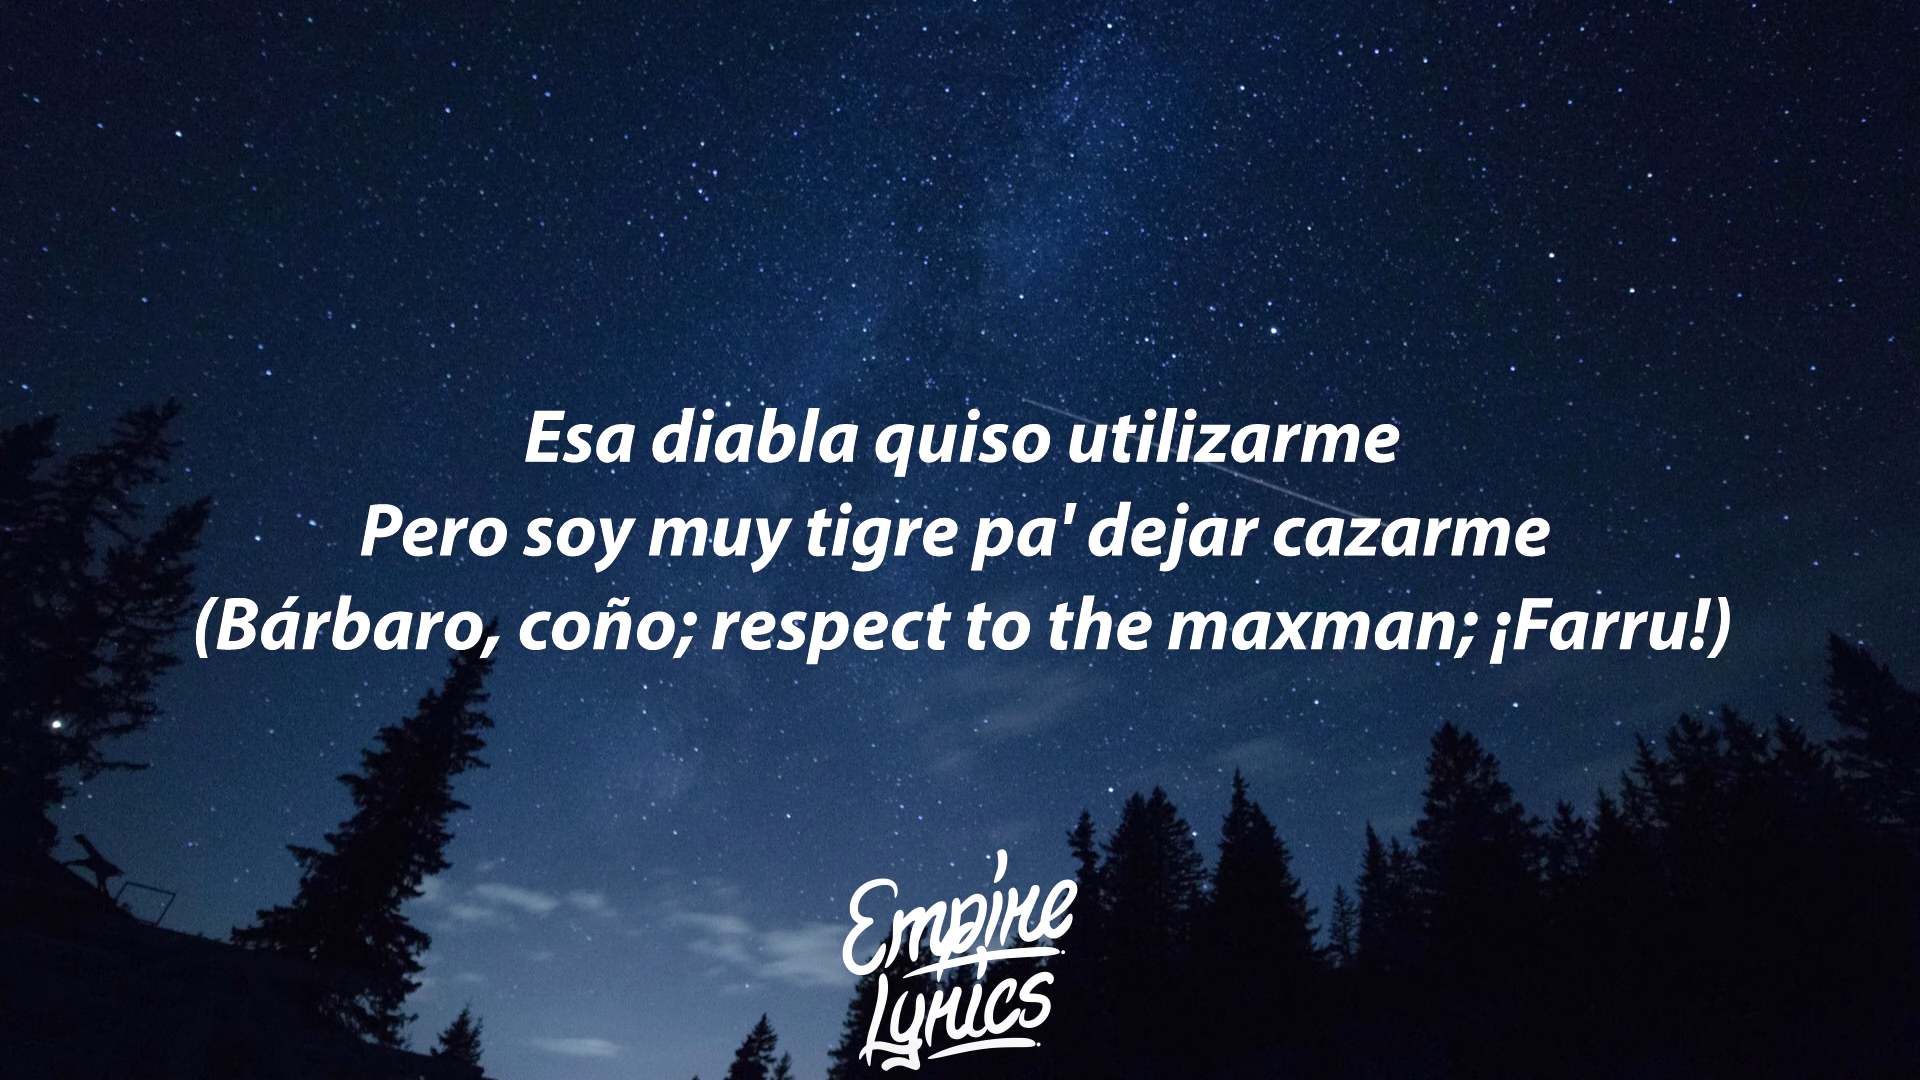 Esa diabla quiso utilizarme
Pero soy muy tigre pa' dejar cazarme
(Bárbaro, coño; respect to the maxman; ¡Farru!)
Empire
Lyrics